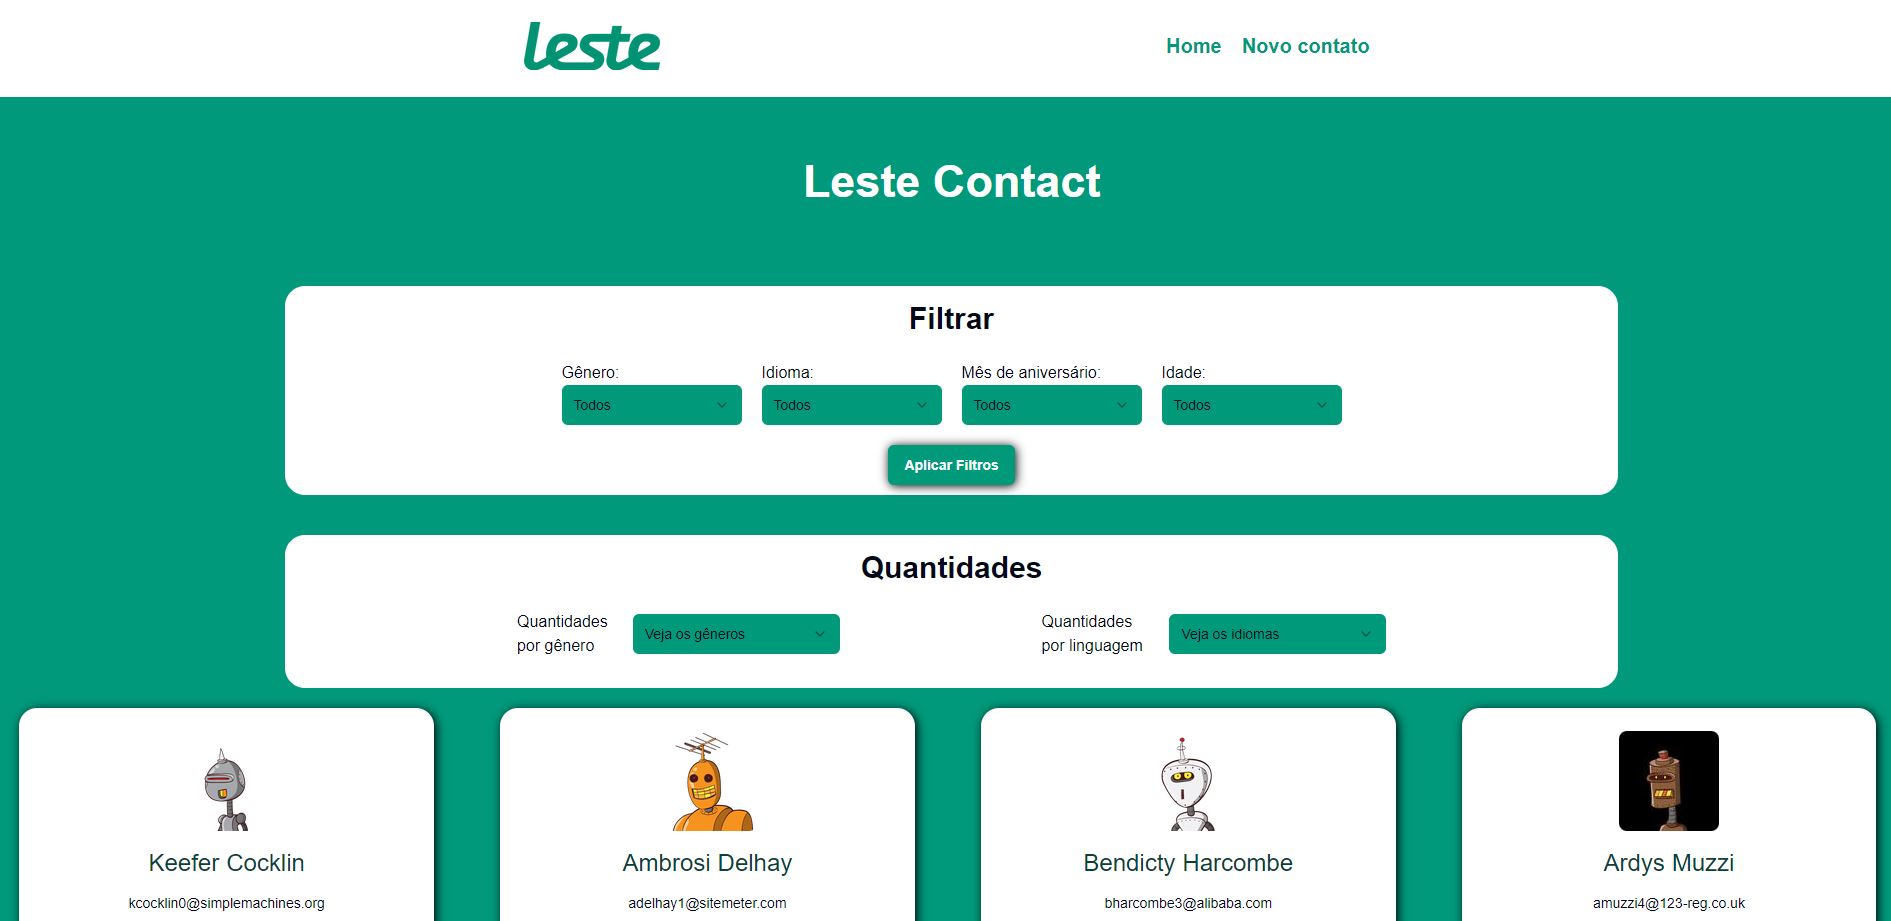 leste
Home
Novo contato
Leste Contact
Filtrar
Gênero:
Idioma:
Mês de aniversário:
Idade:
Todos
Todos
Todos
Todos
Aplicar Filtros
Quantidades
Quantidades
por gênero
Veja os gêneros
Quantidades
por linguagem
Veja os idiomas
Keefer Cocklin
kcocklin0@simplemachines.org
Ambrosi Delhay
adelhay1@sitemeter.com
Bendicty Harcombe
bharcombe3@alibaba.com
Ardys Muzzi
amuzzi4@123-reg.co.uk